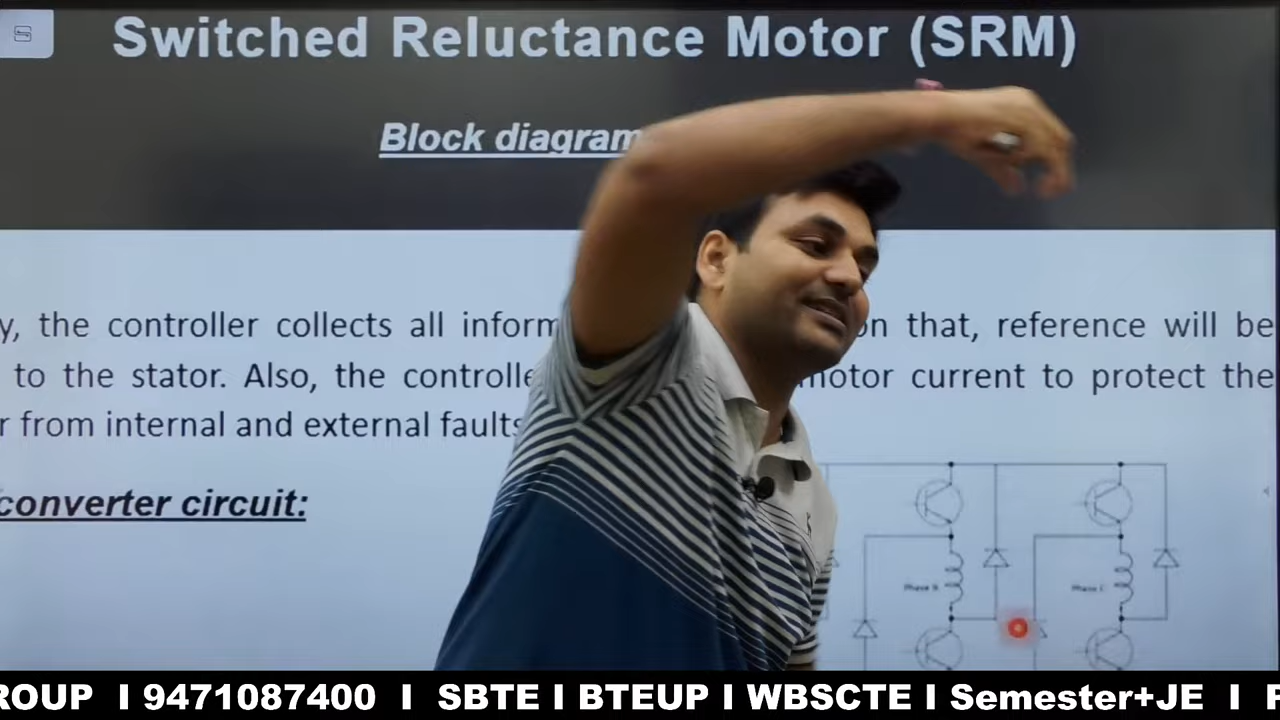 Switched Reluctance Motor (SRM)
Block diagram
y, the controller collects all inform on that, reference will be
to the stator. Also, the controlle motor current to protect the
r from internal and external faults
converter circuit:
Phase C
ROUP I 9471087400 I SBTE I BTEUP I WBSCTE I Semester+JE I P